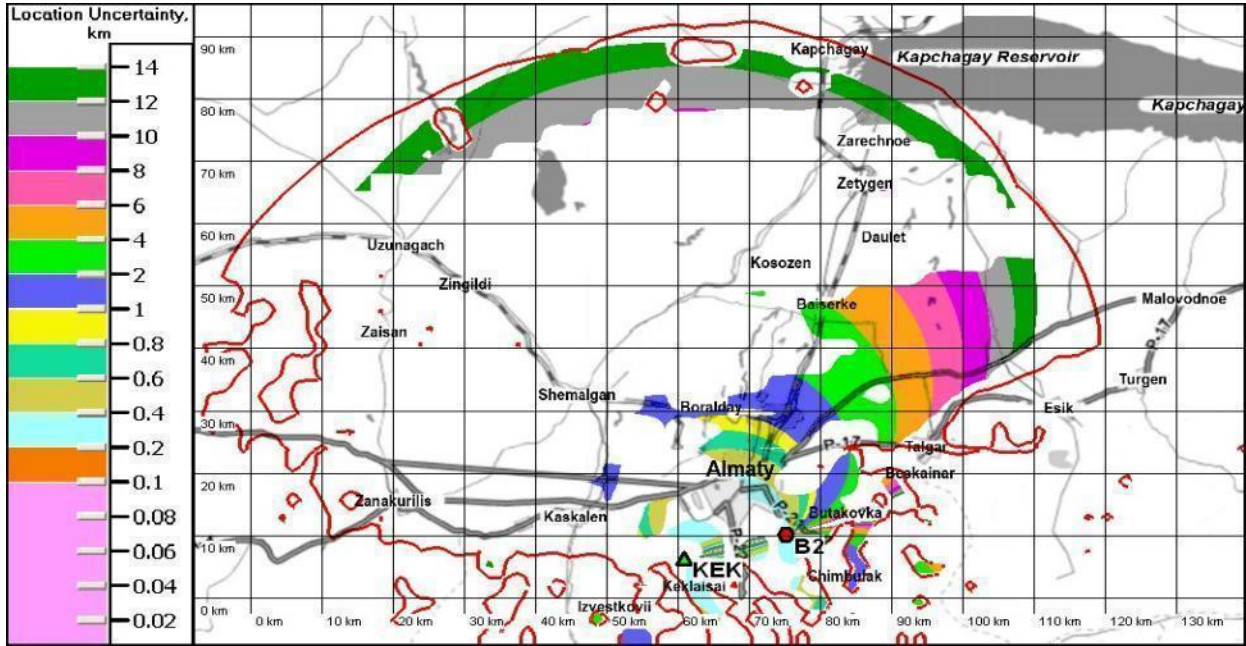 Location Uncertainty,
km
14
12
10
8
6
4
2
1
0.8
0.6
0.4
0.2
0.1
0.08
0.06
0.04
0.02
90 km
Kapchagay
Kapchagay Reservoir
80 km
Kapchagay
Zarechnoe
70 km
Zetygen
60 km
Uzunagach
Daulet
Kosozen
Zingildi
50 km
Baiserke
Malovodnoe
Zaisan
P-17
40 km
Turgen
Shemalgan
Boralday
Esik
30 km
P-17
Talgar
Almaty
Beskainar
20 km
Zanakurilis
Kaskalen
Butakovka
10 km
B2
KEK
Chimbulak
Keklaisai
Izvestkovii
0 km
0 km
10 km
20 km
30 km
40 km
50 km
60 km
70 km
80 km
90 km
100 km
110 km
120 km
130 km